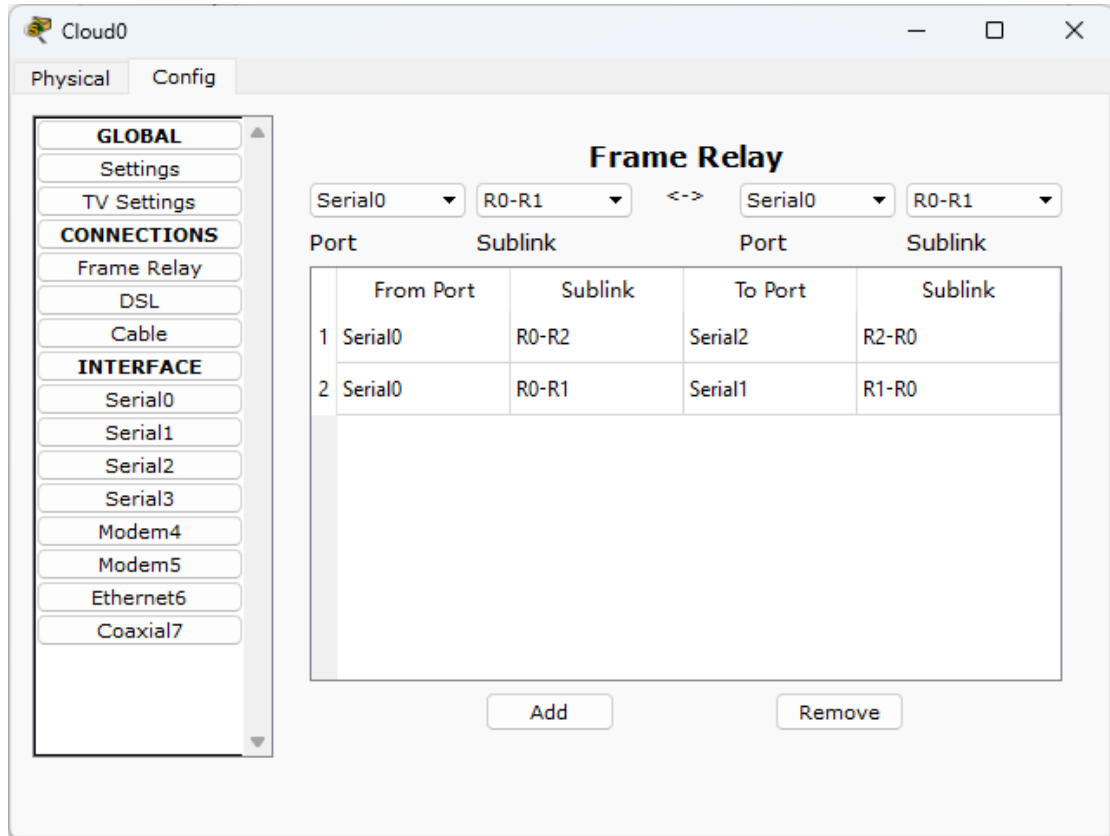 Cloud0
Physical Config
GLOBAL
Settings
TV Settings
CONNECTIONS
Frame Relay
DSL
Cable
INTERFACE
Serial0
Serial1
Serial2
Serial3
Modem4
Modem5
Ethernet6
Coaxial7
Frame Relay
Serial0 R0-R1 <-> Serial0 R0-R1
Port Sublink Port Sublink
From Port Sublink To Port Sublink
1 Serial0 R0-R2 Serial2 R2-R0
2 Serial0 R0-R1 Serial1 R1-R0
Add Remove